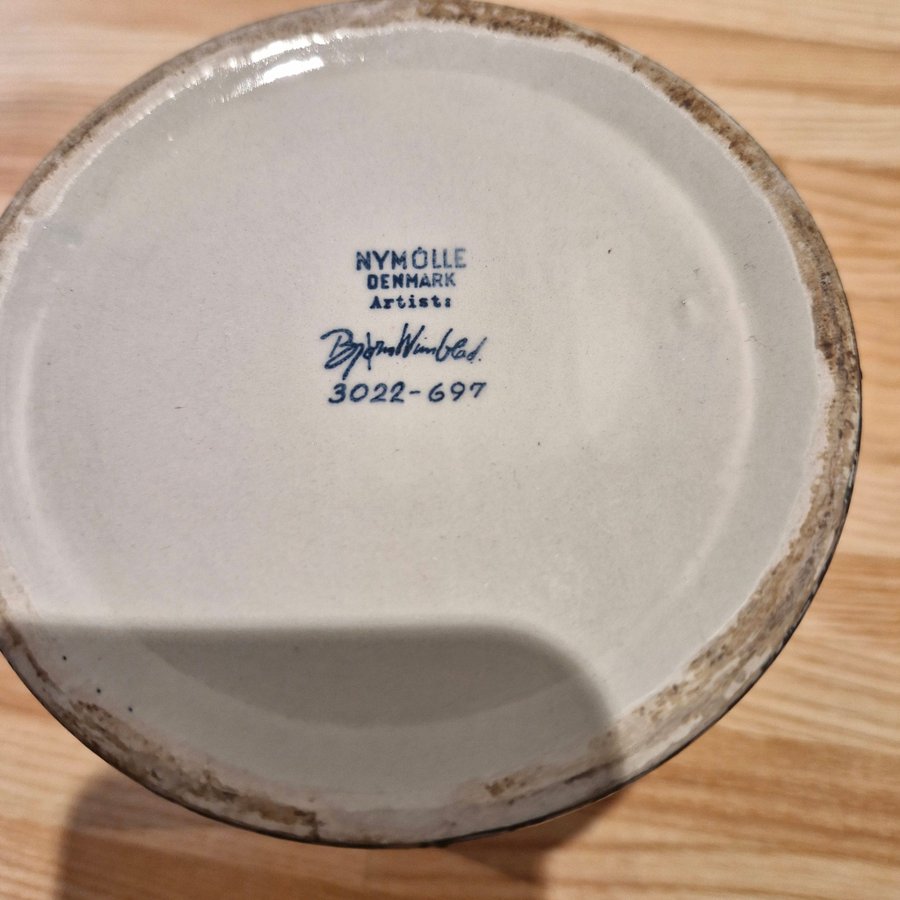 NYMÖLLE
DENMARK
Artist:
Bjørn Wiinblad.
3022-697